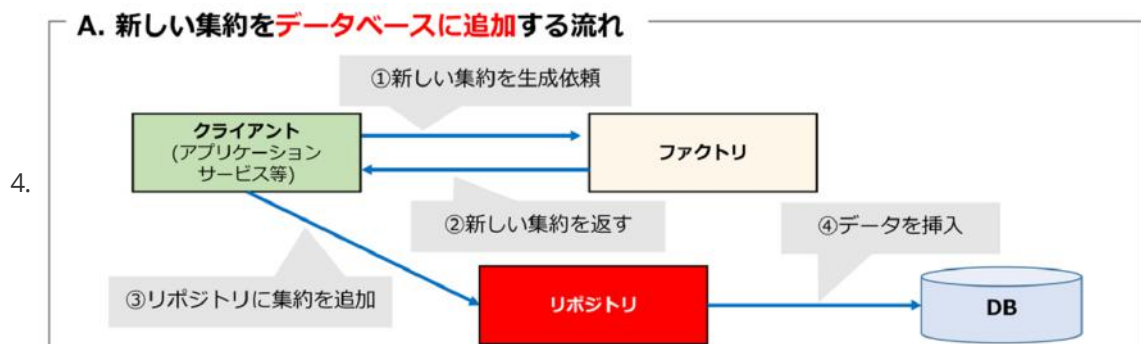 A. 新しい集約をデータベースに追加する流れ
①新しい集約を生成依頼
クライアント
(アプリケーション
サービス等)
ファクトリ
4.
②新しい集約を返す
④データを挿入
③リポジトリに集約を追加
リポジトリ
DB